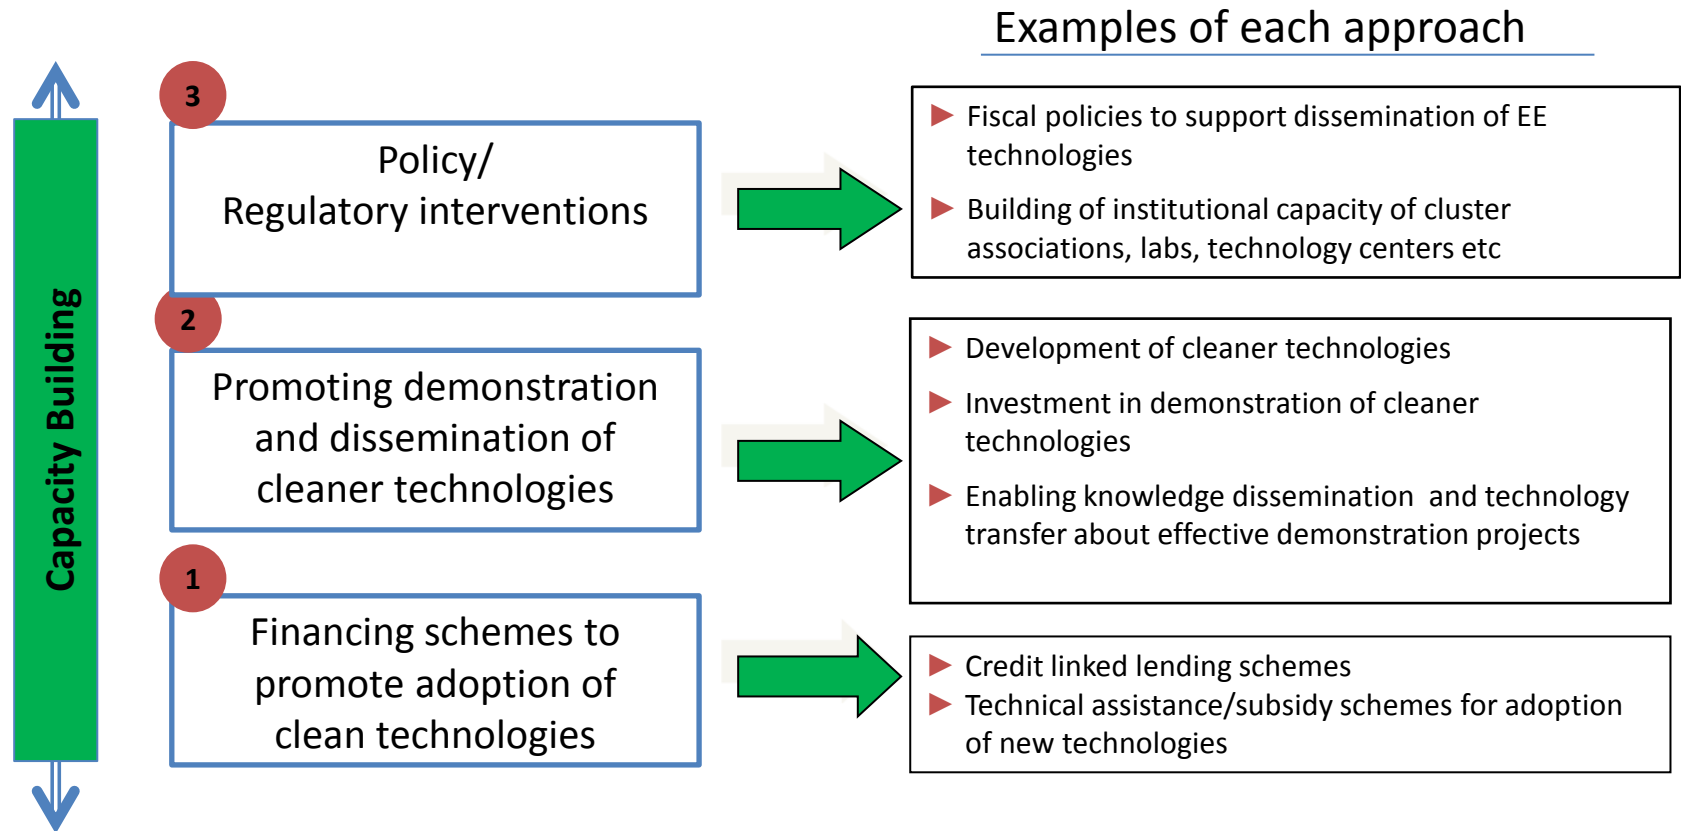 Examples of each approach
Capacity Building
3
Policy/
Regulatory interventions
Fiscal policies to support dissemination of EE
technologies
Building of institutional capacity of cluster
associations, labs, technology centers etc
2
Promoting demonstration
and dissemination of
cleaner technologies
Development of cleaner technologies
Investment in demonstration of cleaner
technologies
Enabling knowledge dissemination and technology
transfer about effective demonstration projects
1
Financing schemes to
promote adoption of
clean technologies
Credit linked lending schemes
Technical assistance/subsidy schemes for adoption
of new technologies